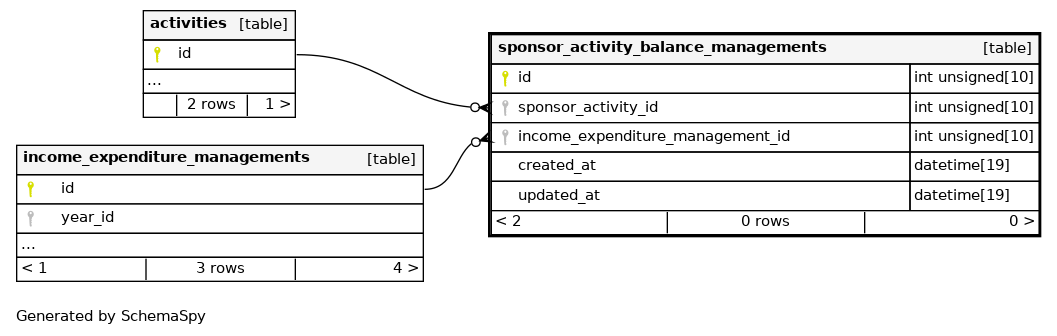 activities [table]
id
...
2 rows 1 >
income_expenditure_managements [table]
id
year_id
...
< 1 3 rows 4 >
sponsor_activity_balance_managements [table]
id int unsigned[10]
sponsor_activity_id int unsigned[10]
income_expenditure_management_id int unsigned[10]
created_at datetime[19]
updated_at datetime[19]
< 2 0 rows 0 >
Generated by SchemaSpy